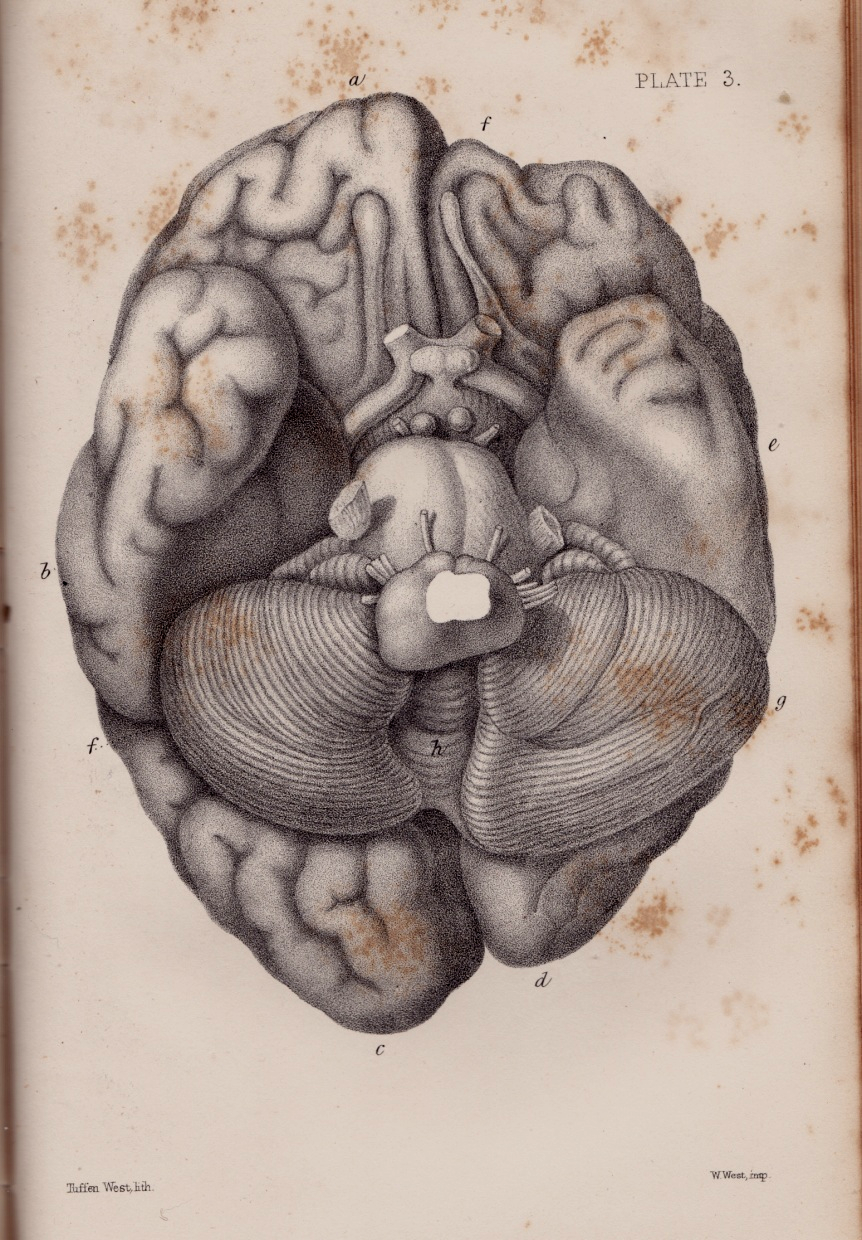 PLATE 3.
a
f
e
b
g
f
h
d
c
W. West, imp.
Tuffen West, lith.